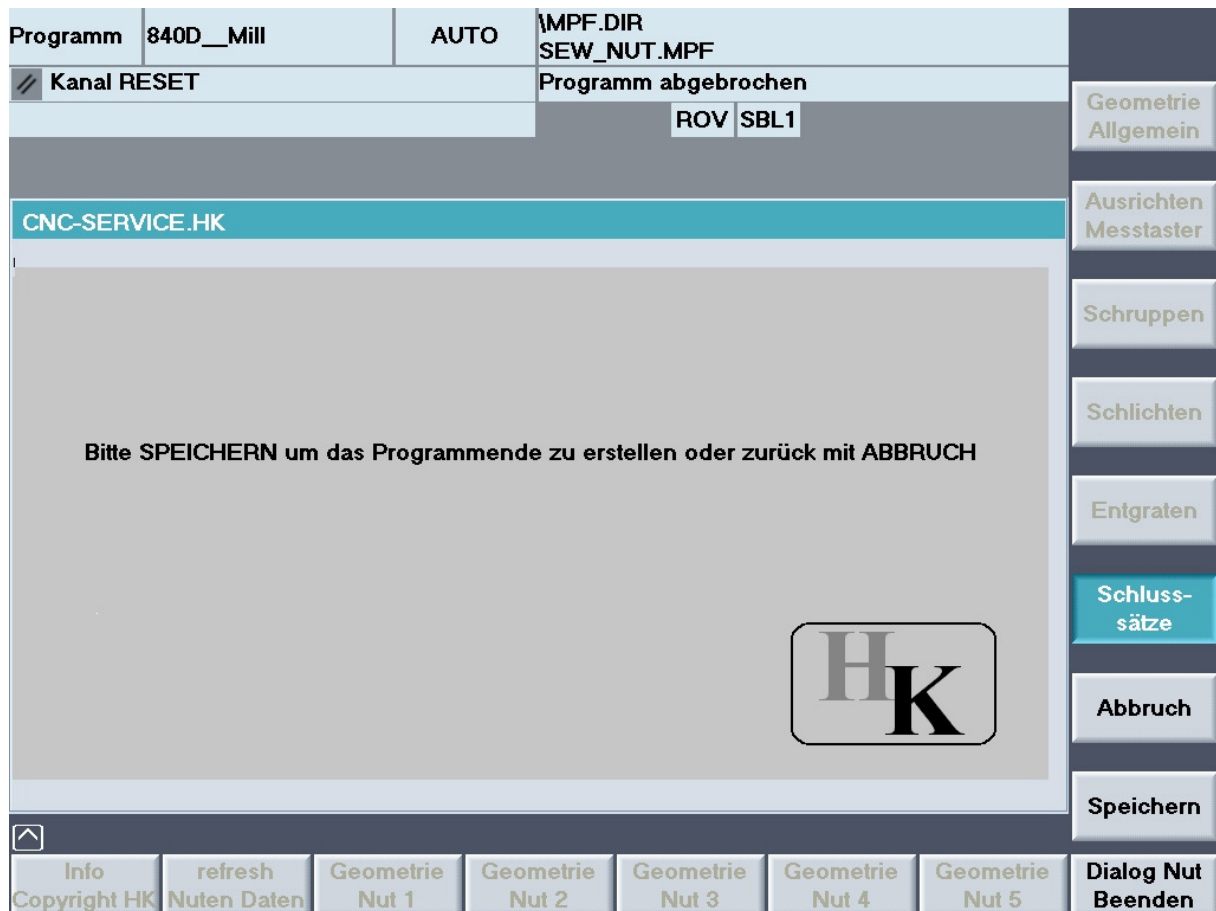 Programm 840D__Mill AUTO \MPF.DIR
SEW_NUT.MPF
Kanal RESET Programm abgebrochen
ROV SBL1
CNC-SERVICE.HK
Bitte SPEICHERN um das Programmende zu erstellen oder zurück mit ABBRUCH
HK
Geometrie
Allgemein
Ausrichten
Messtaster
Schruppen
Schlichten
Entgraten
Schluss-
sätze
Abbruch
Speichern
Info
Copyright HK
refresh
Nuten Daten
Geometrie
Nut 1
Geometrie
Nut 2
Geometrie
Nut 3
Geometrie
Nut 4
Geometrie
Nut 5
Dialog Nut
Beenden